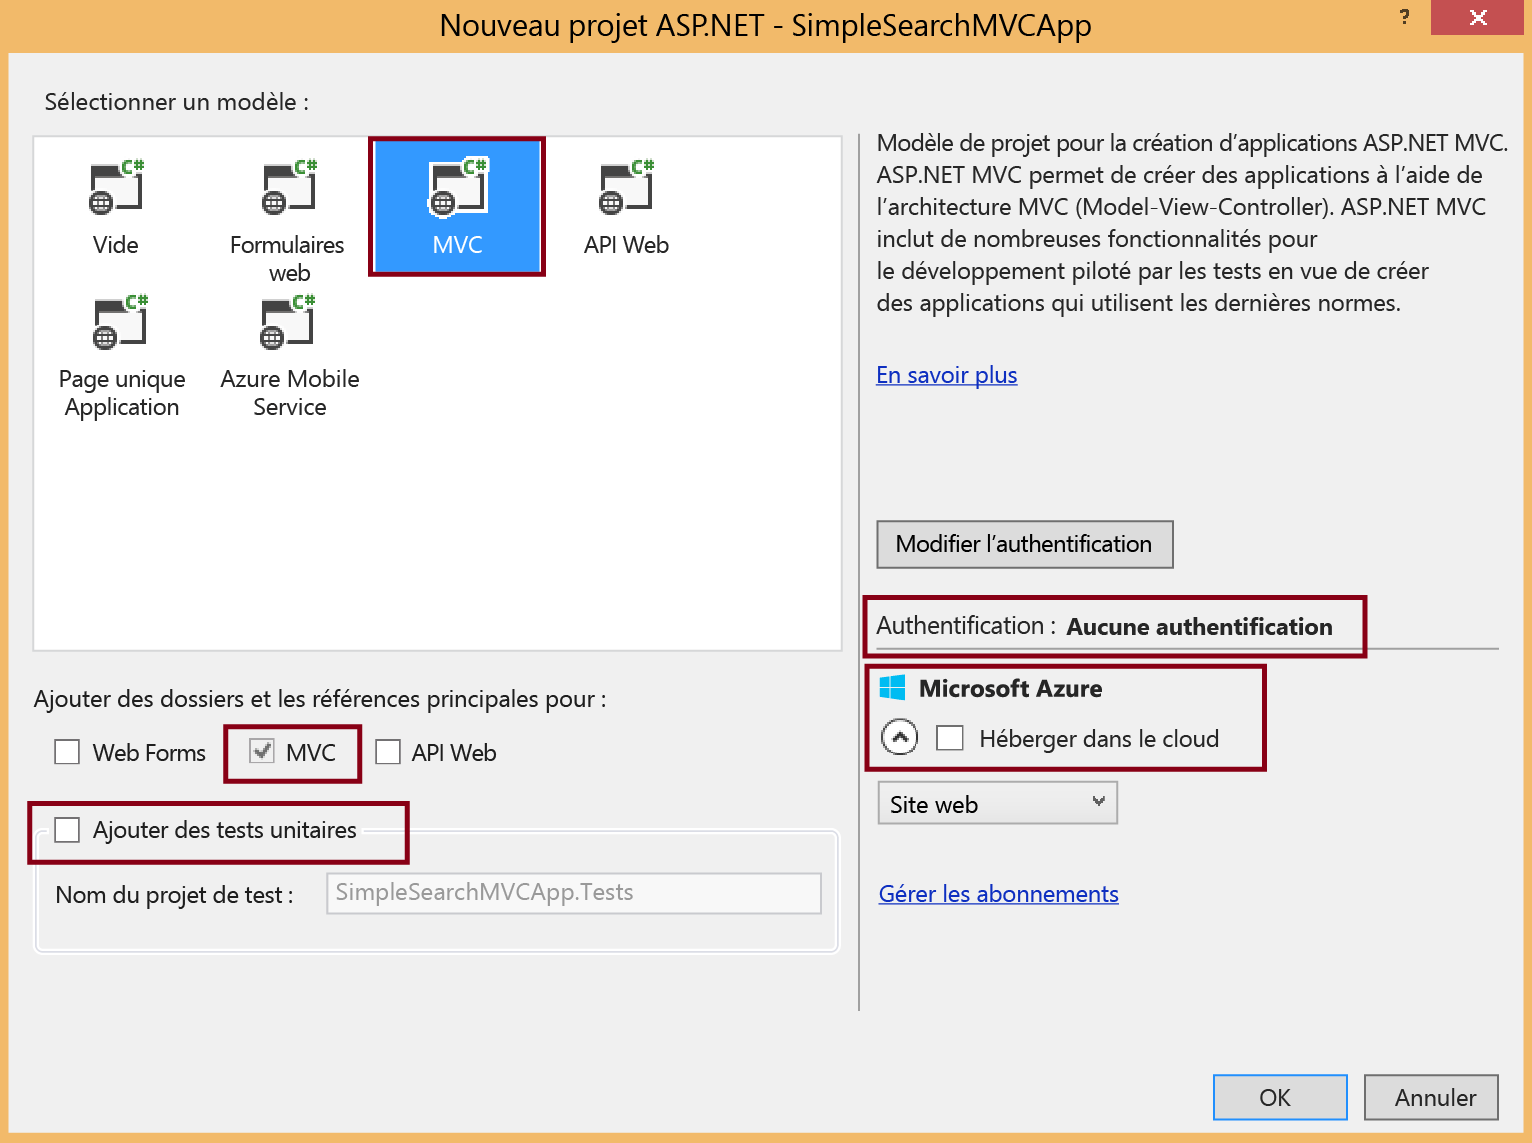 Nouveau projet ASP.NET - SimpleSearchMVCApp
?
Sélectionner un modèle :
C#
Vide
C#
Formulaires
web
C#
MVC
C#
API Web
C#
Page unique
Application
C#
Azure Mobile
Service
Ajouter des dossiers et les références principales pour :
Web Forms
MVC
API Web
Ajouter des tests unitaires
Nom du projet de test :
SimpleSearchMVCApp.Tests
Modèle de projet pour la création d’applications ASP.NET MVC.
ASP.NET MVC permet de créer des applications à l’aide de
l’architecture MVC (Model-View-Controller). ASP.NET MVC
inclut de nombreuses fonctionnalités pour
le développement piloté par les tests en vue de créer
des applications qui utilisent les dernières normes.
En savoir plus
Modifier l’authentification
Authentification : Aucune authentification
Microsoft Azure
Héberger dans le cloud
Site web
Gérer les abonnements
OK
Annuler